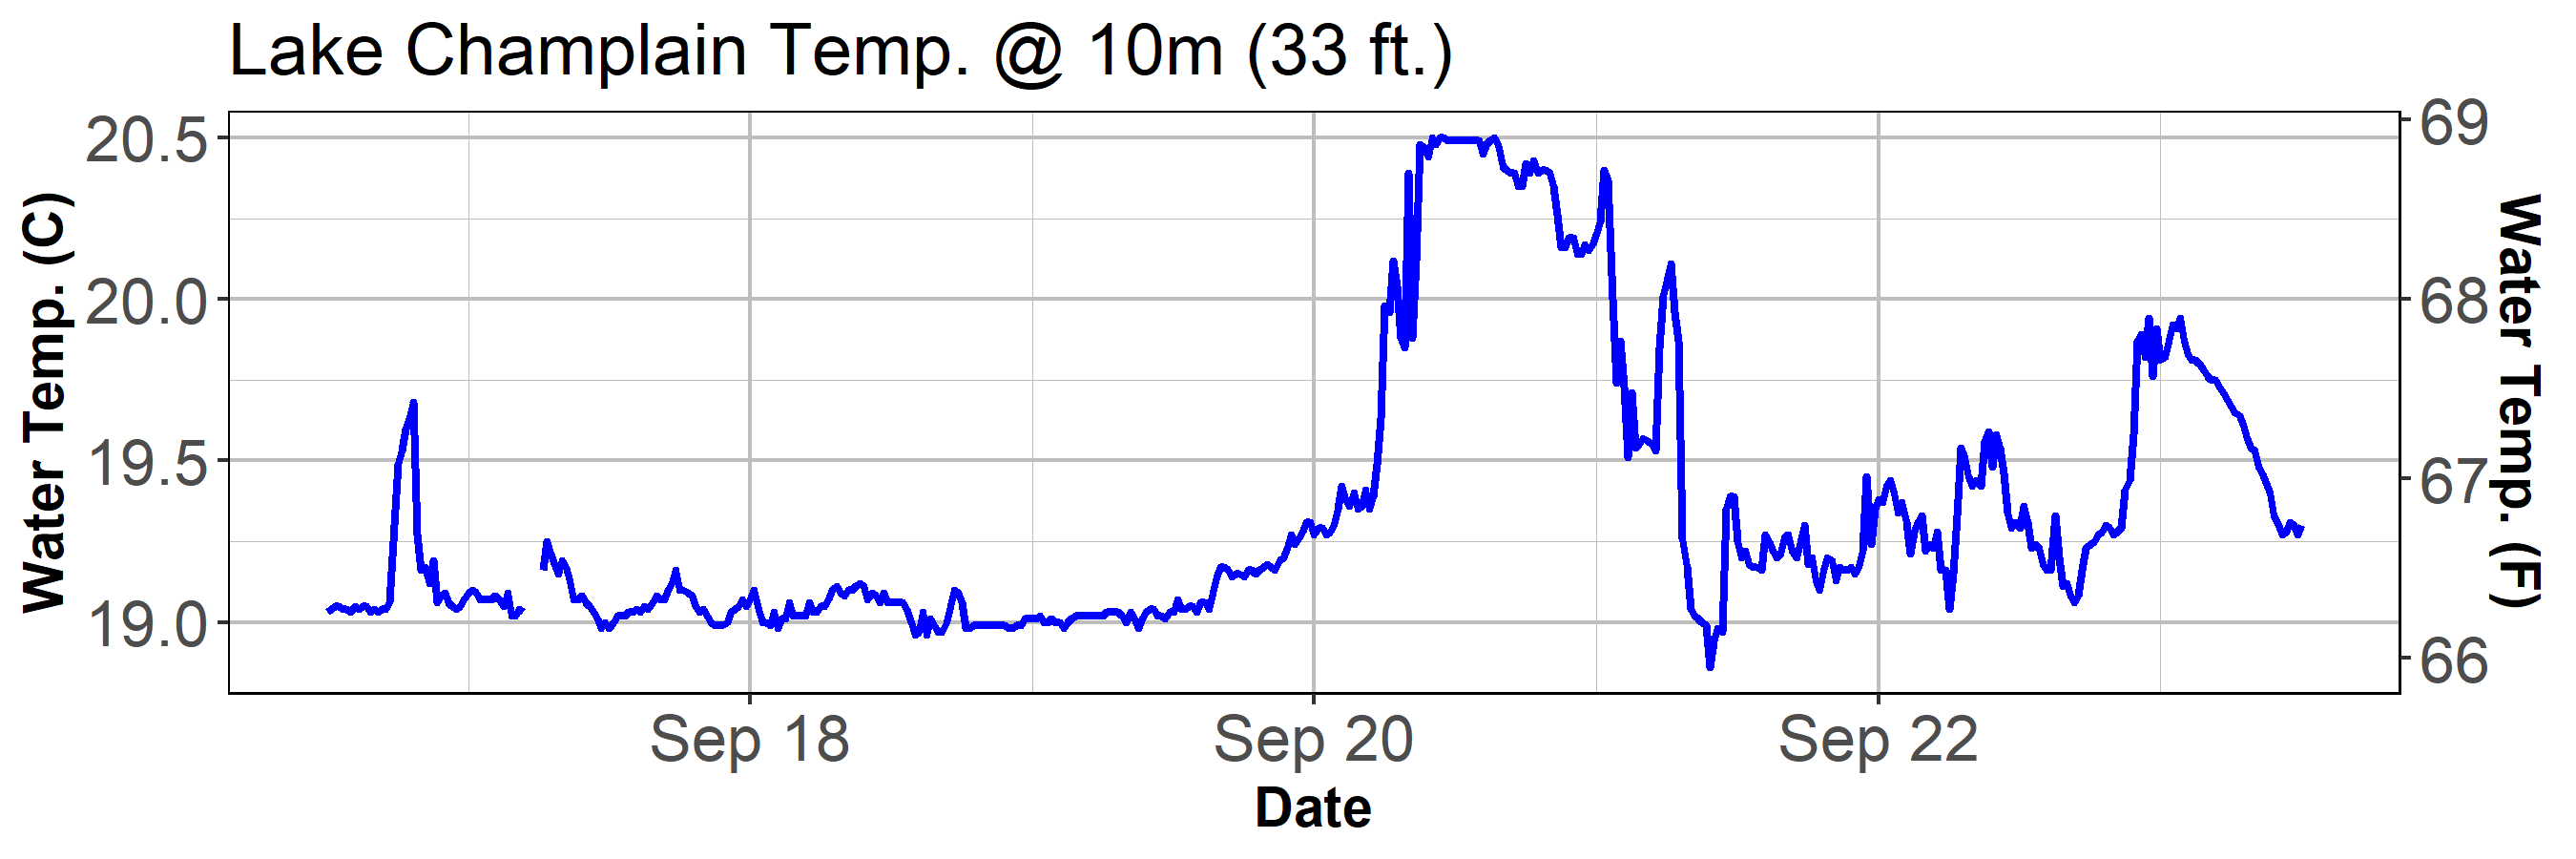 Lake Champlain Temp. @ 10m (33 ft.)
Water Temp. (C)
20.5
20.0
19.5
19.0
69
68
67
66
Water Temp. (F)
Sep 18
Sep 20
Sep 22
Date